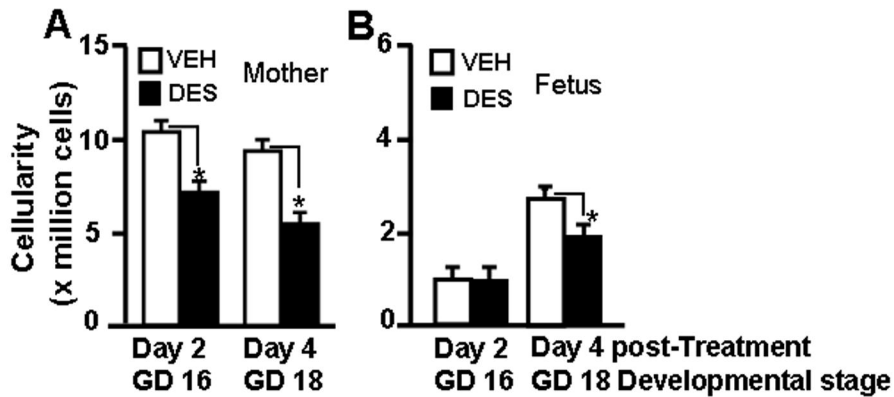 A
B
15
10
5
0
VEH
DES
Mother
*
*
Cellularity
(x million cells)
Day 2
Day 4
GD 16
GD 18
6
4
2
0
VEH
DES
Fetus
*
Day 2
Day 4 post-Treatment
GD 16
GD 18 Developmental stage